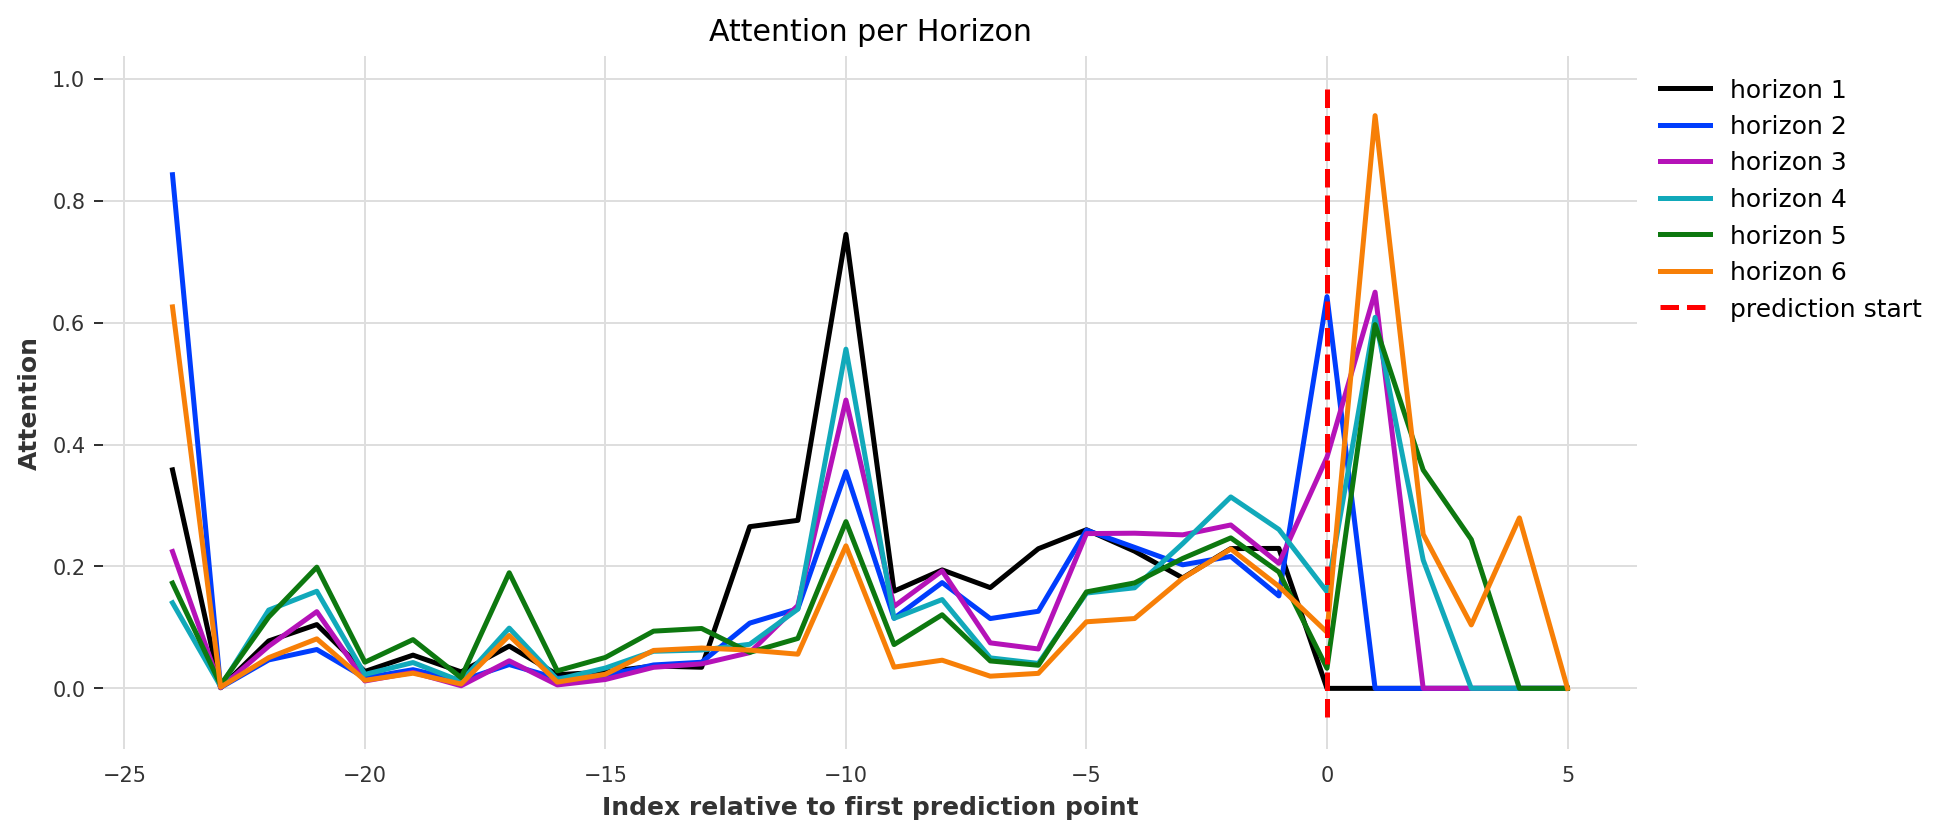 Attention per Horizon
1.0
0.8
0.6
0.4
0.2
0.0
Attention
−25
−20
−15
−10
−5
0
5
Index relative to first prediction point
horizon 1
horizon 2
horizon 3
horizon 4
horizon 5
horizon 6
prediction start